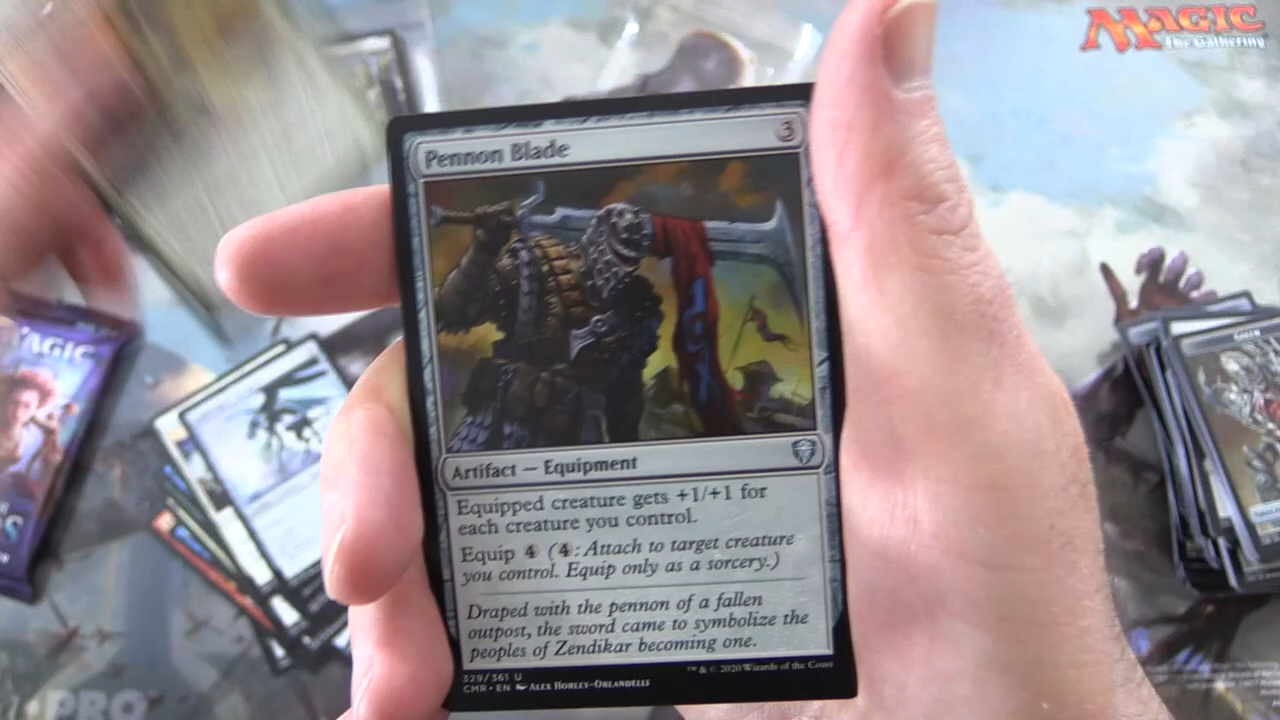 MAGIC
The Gathering
Pennon Blade
3
Artifact — Equipment
Equipped creature gets +1/+1 for
each creature you control.
Equip 4 (4: Attach to target creature
you control. Equip only as a sorcery.)
Draped with the pennon of a fallen
outpost, the sword came to symbolize the
peoples of Zendikar becoming one.
329/361 U
™ & © 2020 Wizards of the Coast
CMR • EN Alex Horley-Orlandelli
AGIC
PRO